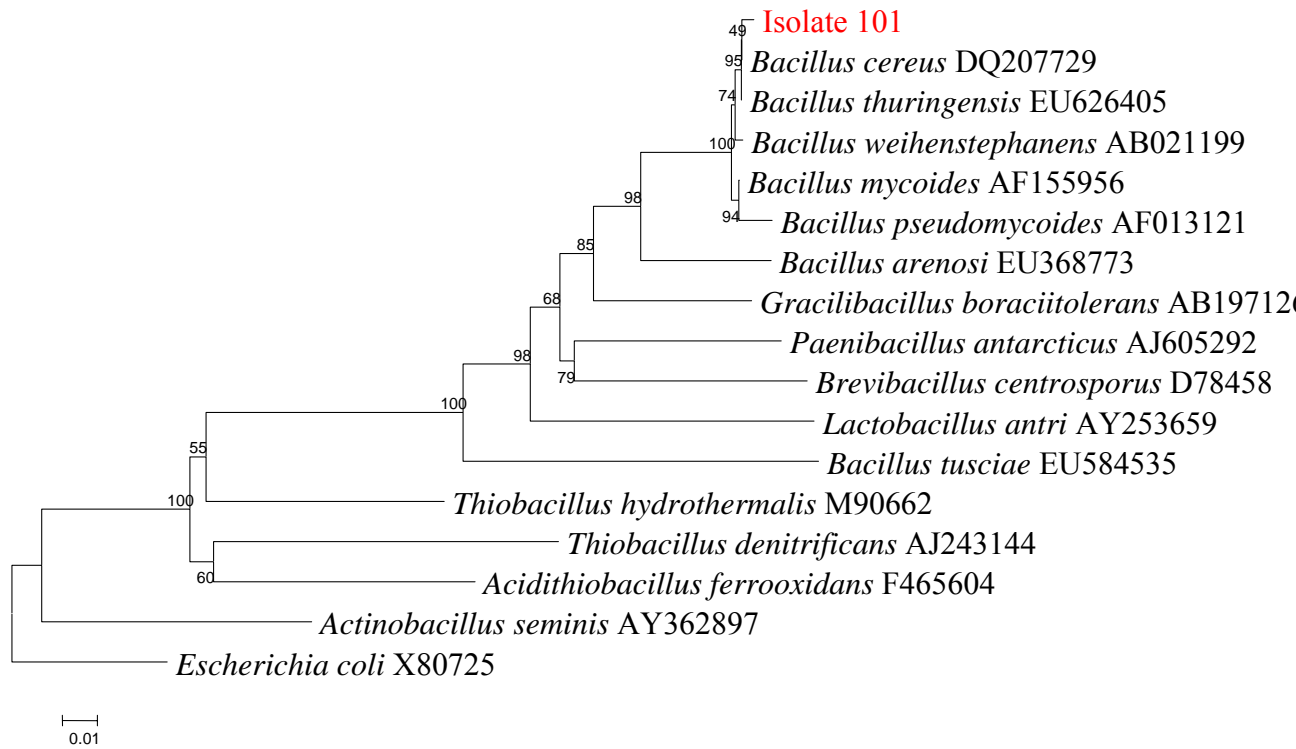 Isolate 101
49
95
Bacillus cereus DQ207729
74
Bacillus thuringensis EU626405
100
Bacillus weihenstephanens AB021199
Bacillus mycoides AF155956
98
94
Bacillus pseudomycoides AF013121
85
Bacillus arenosi EU368773
68
Gracilibacillus boraciitolerans AB197126
98
Paenibacillus antarcticus AJ605292
79
Brevibacillus centrosporus D78458
100
Lactobacillus antri AY253659
55
Bacillus tusciae EU584535
100
Thiobacillus hydrothermalis M90662
Thiobacillus denitrificans AJ243144
60
Acidithiobacillus ferrooxidans F465604
Actinobacillus seminis AY362897
Escherichia coli X80725
0.01